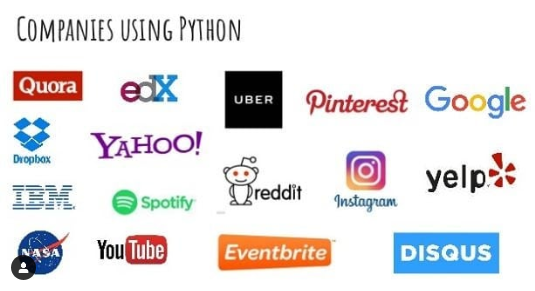 Companies using Python
Quora
edX
UBER
Pinterest
Google
Dropbox
YAHOO!
IBM
Spotify
reddit
Instagram
yelp
NASA
YouTube
Eventbrite
DISQUS